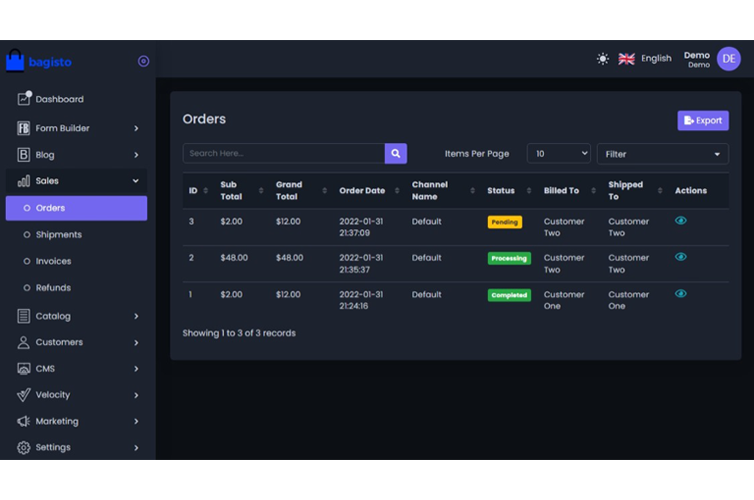 bagisto
English
Demo
Demo
DE
Dashboard
FB Form Builder
B Blog
Sales
Orders
Shipments
Invoices
Refunds
Catalog
Customers
CMS
Velocity
Marketing
Settings
Orders
Export
Search Here...
Items Per Page
10
Filter
ID Sub Total Grand Total Order Date Channel Name Status Billed To Shipped To Actions
3 $2.00 $12.00 2022-01-31 21:37:09 Default Pending Customer Two Customer Two
2 $48.00 $48.00 2022-01-31 21:35:37 Default Processing Customer Two Customer Two
1 $2.00 $12.00 2022-01-31 21:24:16 Default Completed Customer One Customer One
Showing 1 to 3 of 3 records